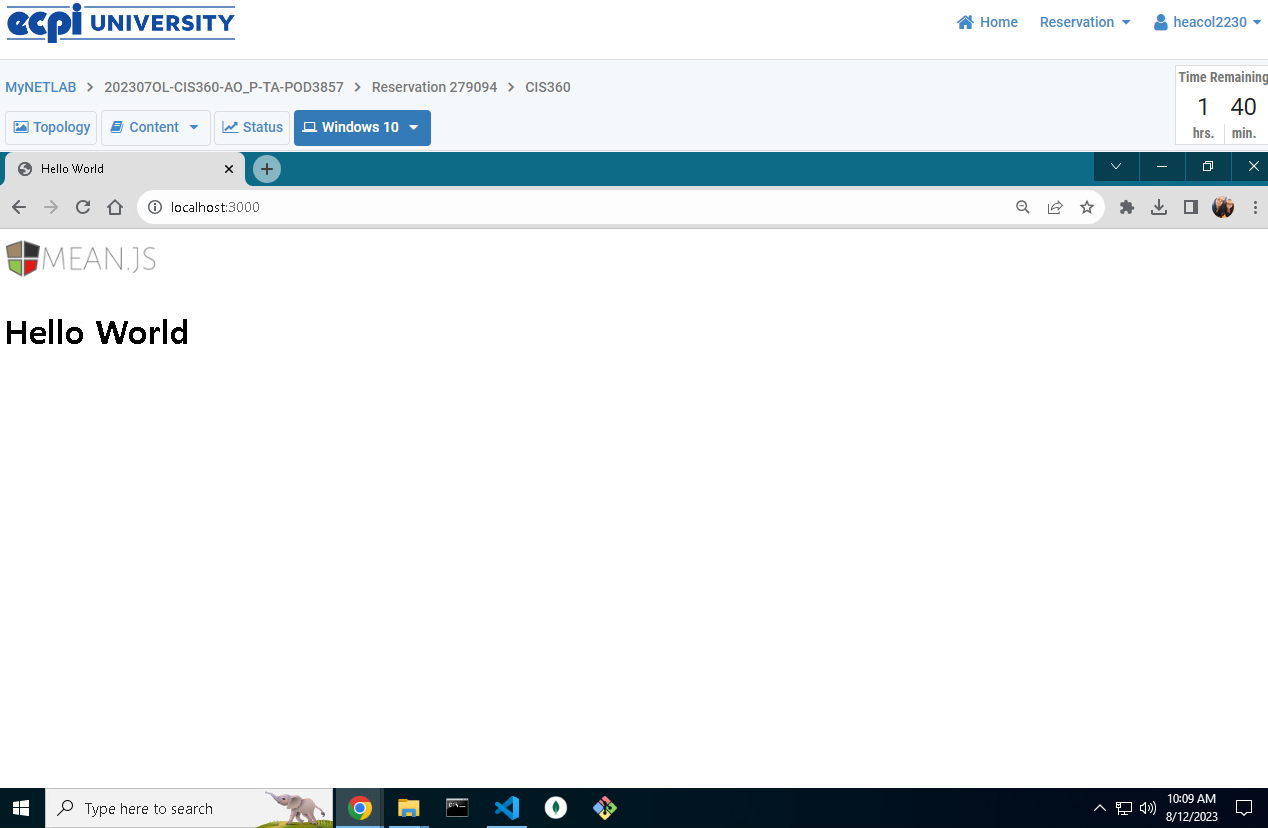 ecpi UNIVERSITY
Home Reservation heacol2230
MyNETLAB > 202307OL-CIS360-AO_P-TA-POD3857 > Reservation 279094 > CIS360
Time Remaining
1 40
hrs. min.
Topology Content Status Windows 10
Hello World
localhost:3000
MEAN.JS
Hello World
Type here to search
10:09 AM
8/12/2023